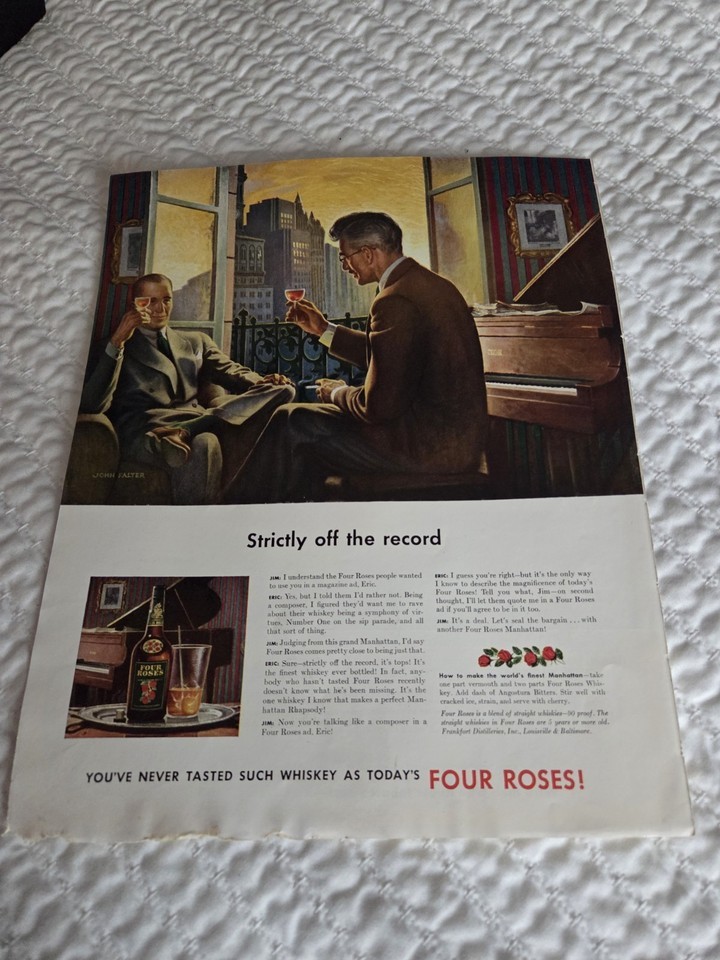 JOHN FALTER
Strictly off the record
FOUR
ROSES
JIM: I understand the Four Roses people wanted
to use you in a magazine ad, Eric.
ERIC: Yes, but I told them I'd rather not. Being
a composer, I figured they'd want me to rave
about their whiskey being a symphony of vir-
tues, Number One on the sip parade, and all
that sort of thing.
JIM: Judging from this grand Manhattan, I'd say
Four Roses comes pretty close to being just that.
ERIC: Sure—strictly off the record, it's tops! It's
the finest whiskey ever bottled! In fact, any-
body who hasn't tasted Four Roses recently
doesn't know what he's been missing. It's the
one whiskey I know that makes a perfect Man-
hattan Rhapsody!
JIM: Now you're talking like a composer in a
Four Roses ad, Eric!
ERIC: I guess you're right—but it's the only way
I know to describe the magnificence of today's
Four Roses! Tell you what, Jim—on second
thought, I'll let them quote me in a Four Roses
ad if you'll agree to be in it too.
JIM: It's a deal. Let's seal the bargain . . . with
another Four Roses Manhattan!
How to make the world's finest Manhattan—take
one part vermouth and two parts Four Roses Whis-
key. Add dash of Angostura Bitters. Stir well with
cracked ice, strain, and serve with cherry.
Four Roses is a blend of straight whiskies—90 proof. The
straight whiskies in Four Roses are 5 years or more old.
Frankfort Distilleries, Inc., Louisville & Baltimore.
YOU'VE NEVER TASTED SUCH WHISKEY AS TODAY'S FOUR ROSES!